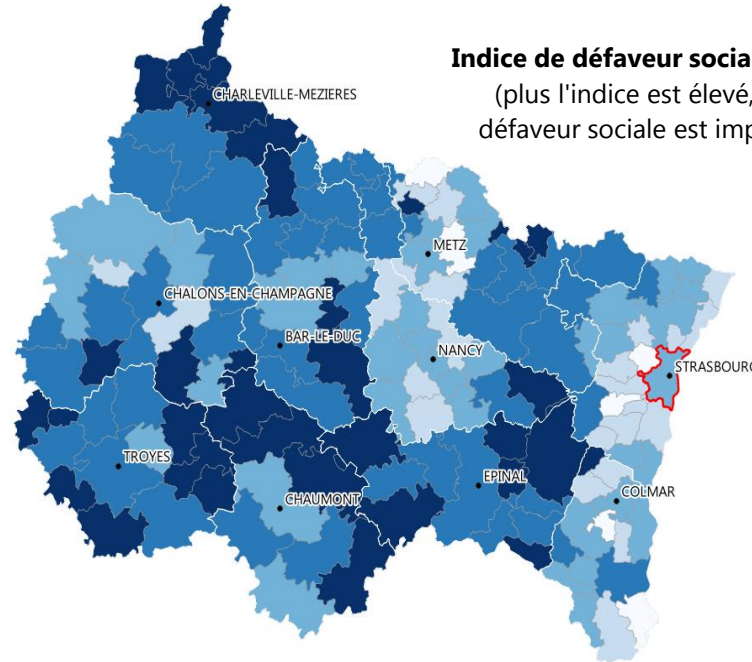 Indice de défaveur socia
(plus l'indice est élevé,
défaveur sociale est imp
CHARLEVILLE-MEZIERES
METZ
CHALONS-EN-CHAMPAGNE
BAR-LE-DUC
NANCY
STRASBOURG
TROYES
EPINAL
CHAUMONT
COLMAR